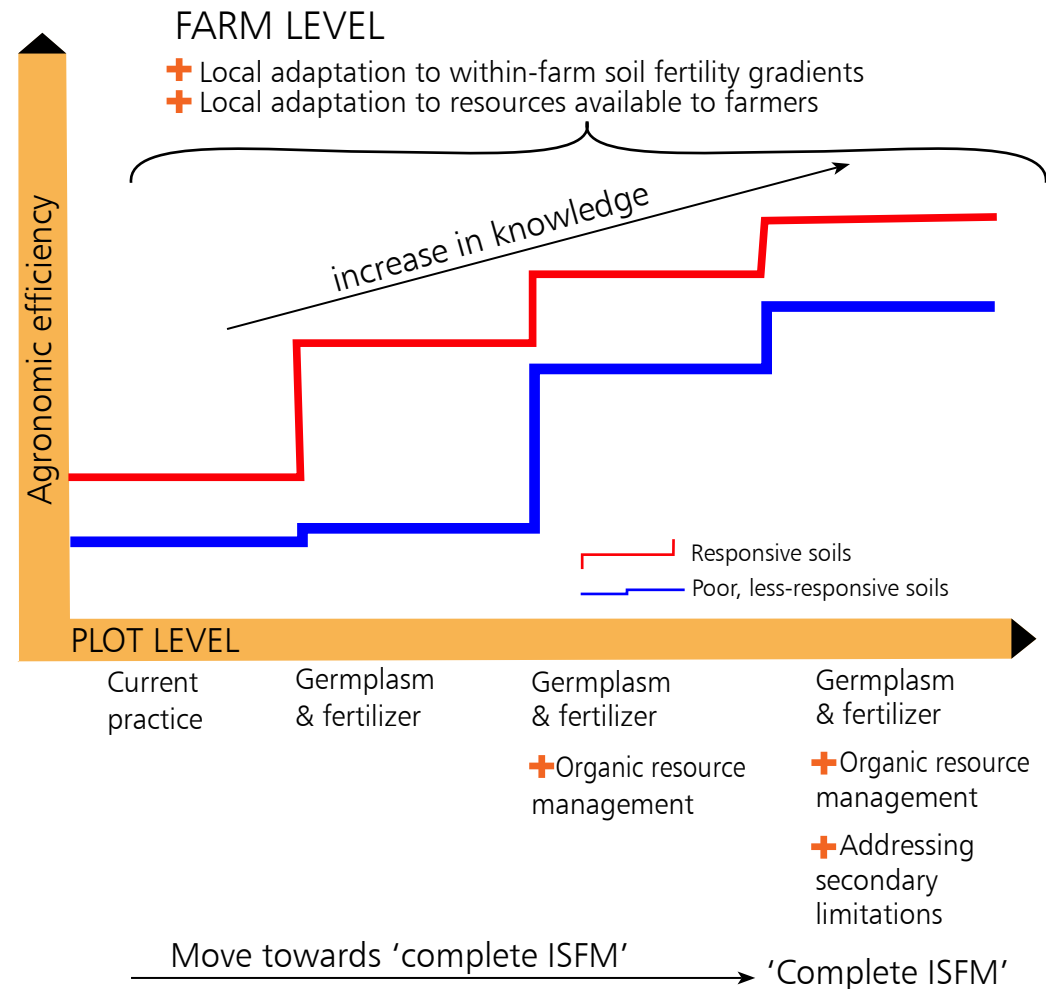 FARM LEVEL
+ Local adaptation to within-farm soil fertility gradients
+ Local adaptation to resources available to farmers
increase in knowledge
Agronomic efficiency
Responsive soils
Poor, less-responsive soils
PLOT LEVEL
Current
practice
Germplasm
& fertilizer
Germplasm
& fertilizer
+ Organic resource
management
Germplasm
& fertilizer
+ Organic resource
management
+ Addressing
secondary
limitations
Move towards ‘complete ISFM’
‘Complete ISFM’